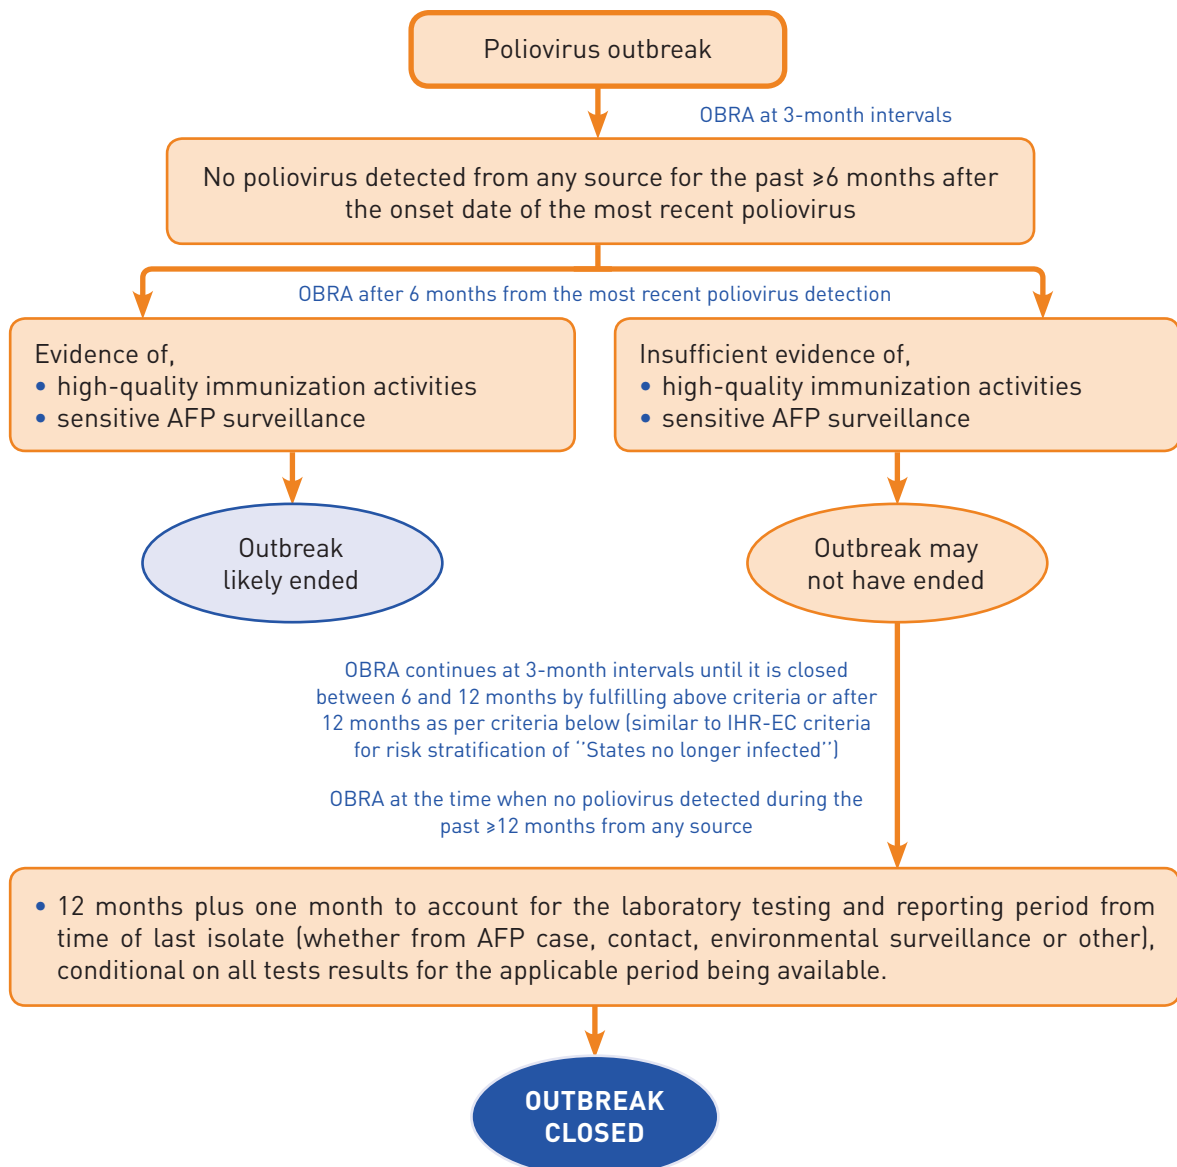 Poliovirus outbreak
OBRA at 3-month intervals
No poliovirus detected from any source for the past ≥6 months after
the onset date of the most recent poliovirus
OBRA after 6 months from the most recent poliovirus detection
Evidence of,
• high-quality immunization activities
• sensitive AFP surveillance
Insufficient evidence of,
• high-quality immunization activities
• sensitive AFP surveillance
Outbreak
likely ended
Outbreak may
not have ended
OBRA continues at 3-month intervals until it is closed
between 6 and 12 months by fulfilling above criteria or after
12 months as per criteria below (similar to IHR-EC criteria
for risk stratification of ‘’States no longer infected’’)
OBRA at the time when no poliovirus detected during the
past ≥12 months from any source
• 12 months plus one month to account for the laboratory testing and reporting period from
time of last isolate (whether from AFP case, contact, environmental surveillance or other),
conditional on all tests results for the applicable period being available.
OUTBREAK
CLOSED